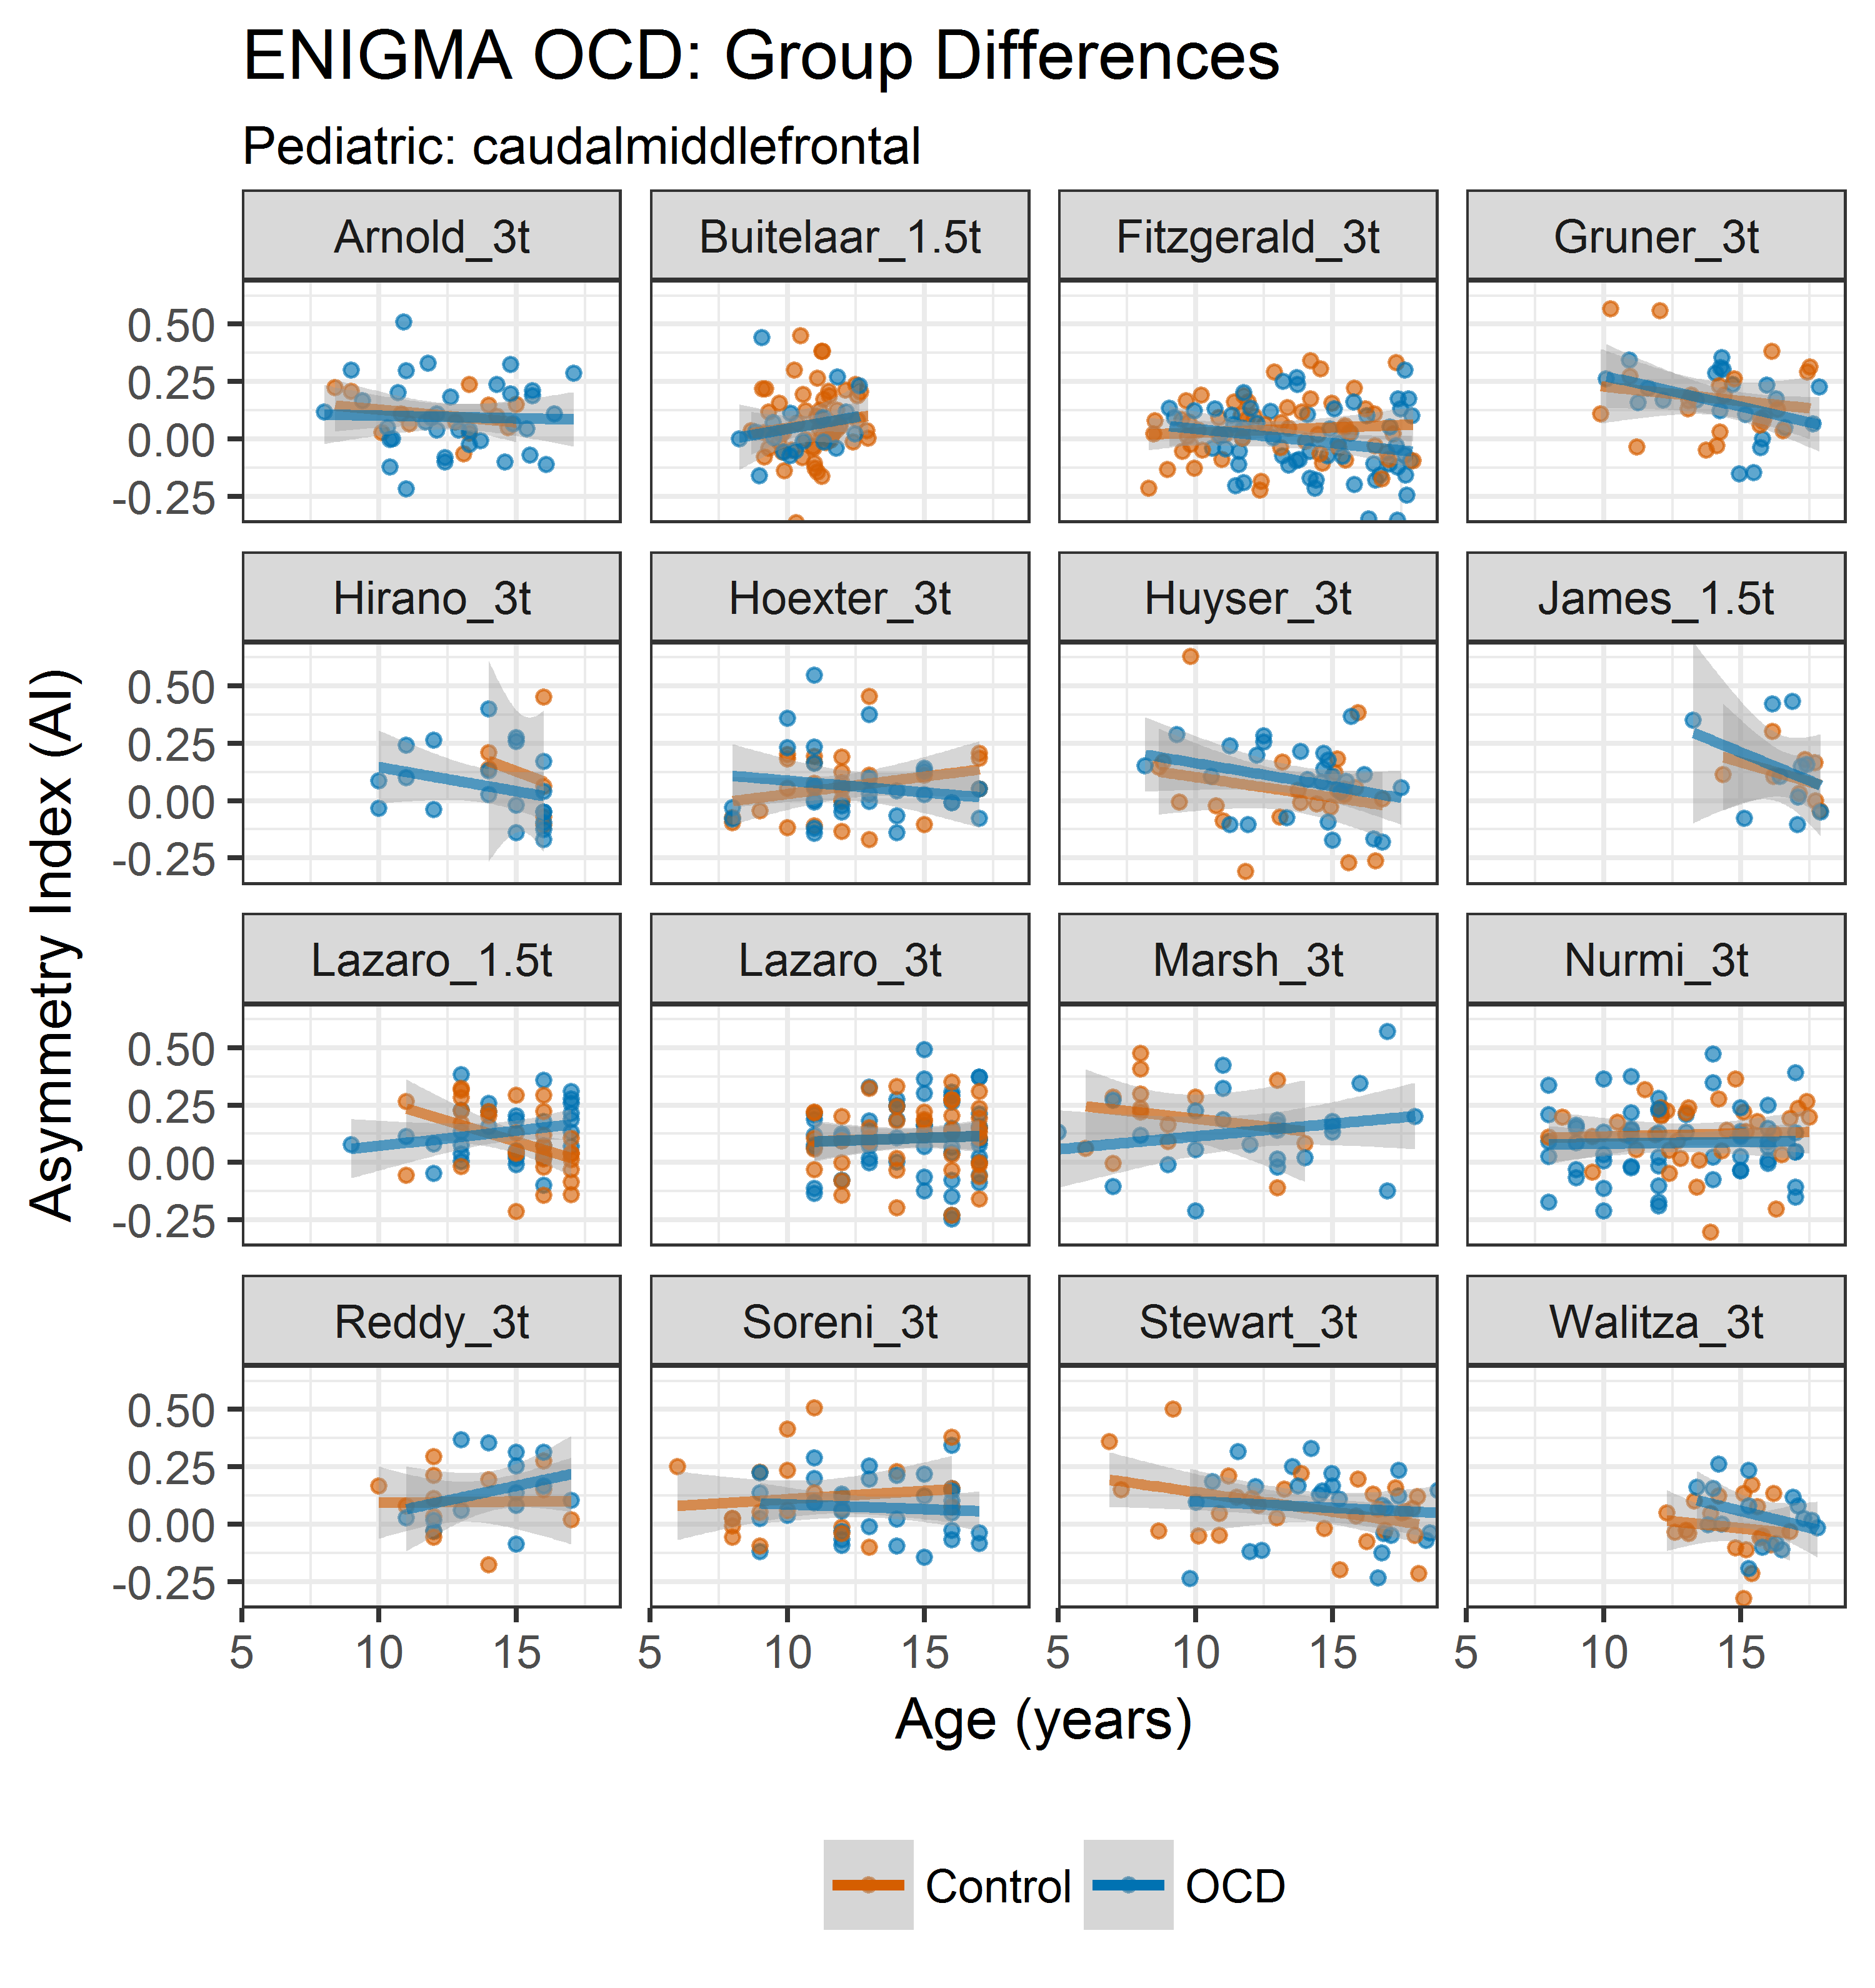 ENIGMA OCD: Group Differences
Pediatric: caudalmiddlefrontal
Arnold_3t Buitelaar_1.5t Fitzgerald_3t Gruner_3t
0.50
0.25
0.00
-0.25
Hirano_3t Hoexter_3t Huyser_3t James_1.5t
0.50
0.25
0.00
-0.25
Asymmetry Index (AI)
Lazaro_1.5t Lazaro_3t Marsh_3t Nurmi_3t
0.50
0.25
0.00
-0.25
Reddy_3t Soreni_3t Stewart_3t Walitza_3t
0.50
0.25
0.00
-0.25
5 10 15 5 10 15 5 10 15 5 10 15
Age (years)
Control OCD